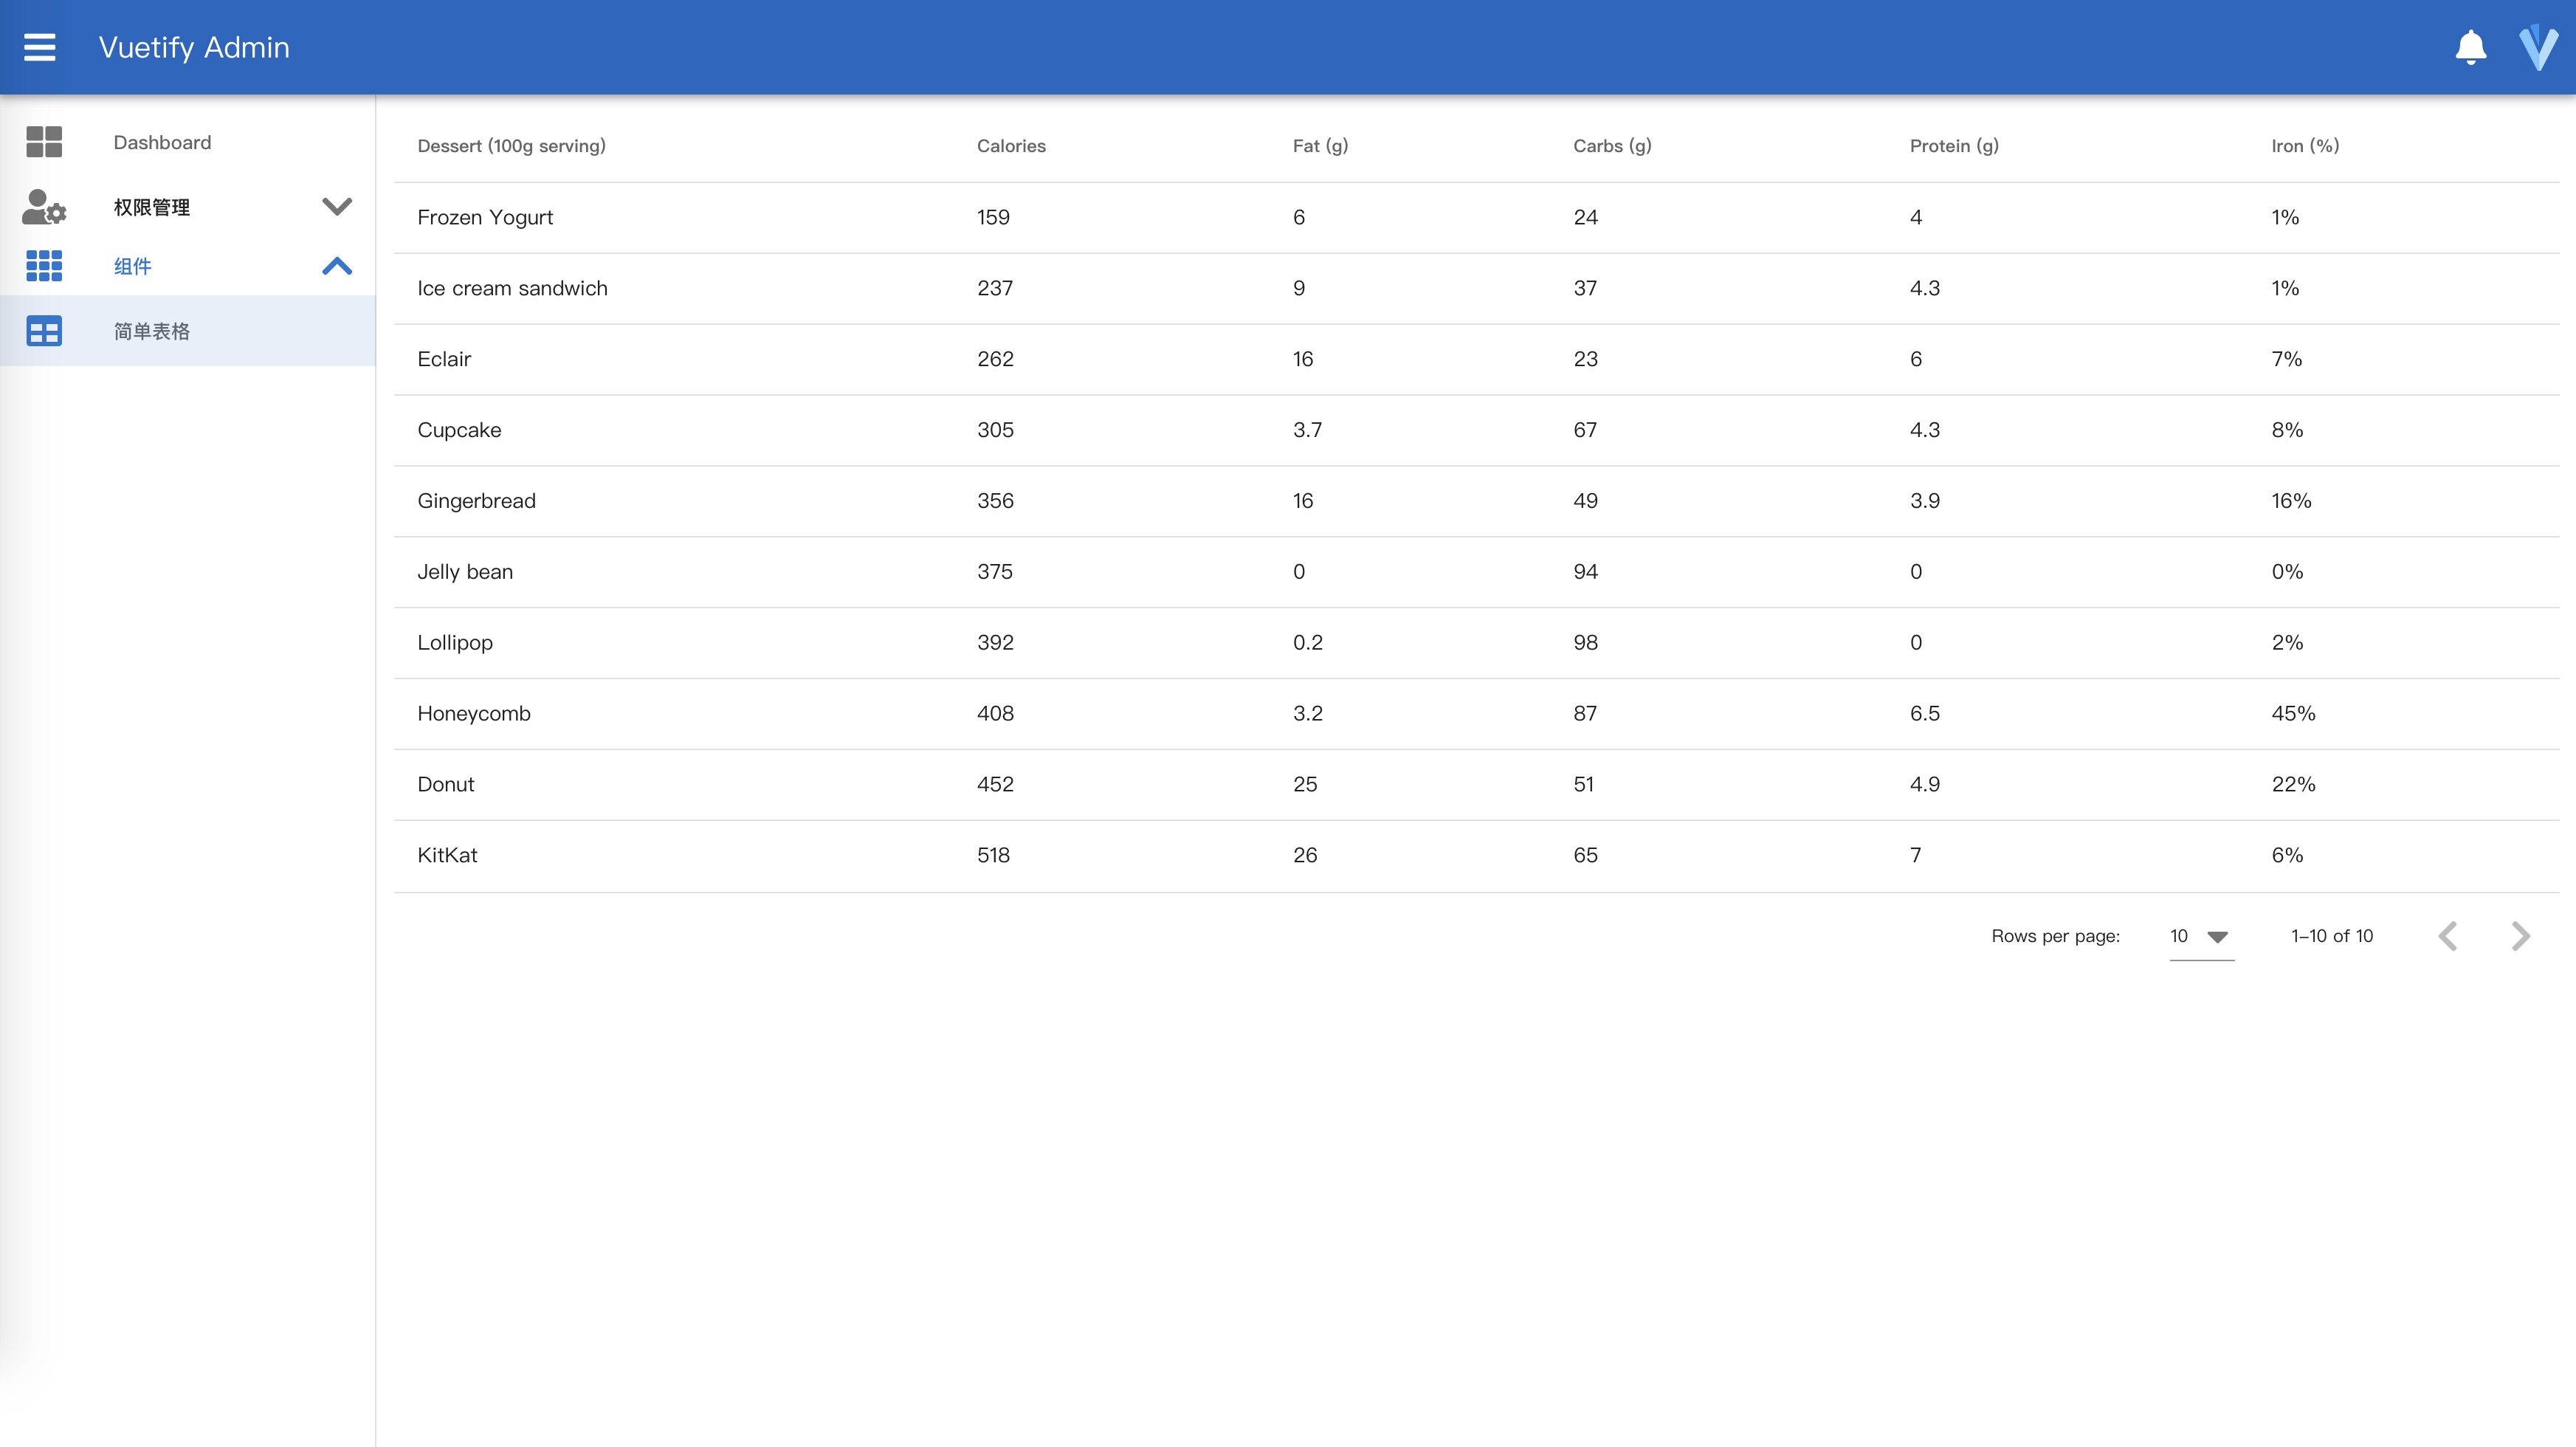 Vuetify Admin
Dashboard
权限管理
组件
简单表格
Dessert (100g serving) Calories Fat (g) Carbs (g) Protein (g) Iron (%)
Frozen Yogurt 159 6 24 4 1%
Ice cream sandwich 237 9 37 4.3 1%
Eclair 262 16 23 6 7%
Cupcake 305 3.7 67 4.3 8%
Gingerbread 356 16 49 3.9 16%
Jelly bean 375 0 94 0 0%
Lollipop 392 0.2 98 0 2%
Honeycomb 408 3.2 87 6.5 45%
Donut 452 25 51 4.9 22%
KitKat 518 26 65 7 6%
Rows per page: 10 1–10 of 10